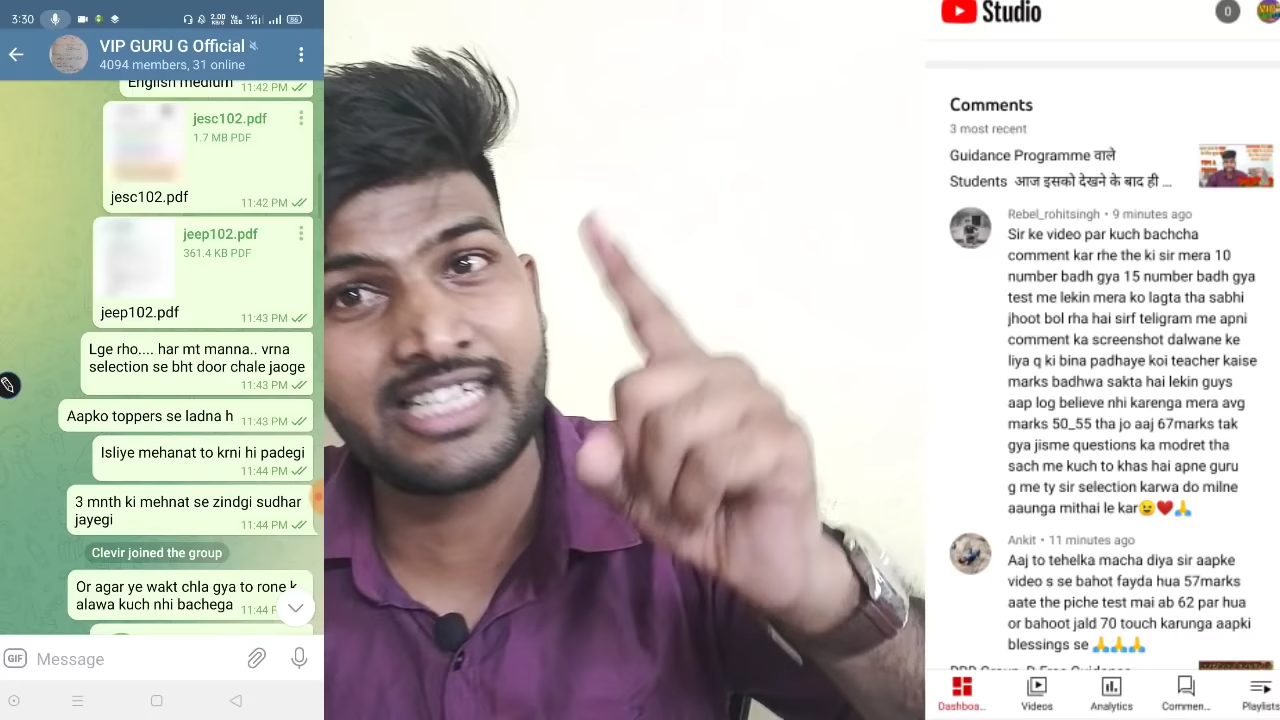 3:30
2.00
KB/S
VIP GURU G Official
4094 members, 31 online
English medium
11:42 PM
jesc102.pdf
1.7 MB PDF
jesc102.pdf
11:42 PM
jeep102.pdf
361.4 KB PDF
jeep102.pdf
11:43 PM
Lge rho.... har mt manna.. vrna
selection se bht door chale jaoge
11:43 PM
Aapko toppers se ladna h
11:43 PM
Isliye mehanat to krni hi padegi
11:44 PM
3 mnth ki mehnat se zindgi sudhar
jayegi
11:44 PM
Clevir joined the group
Or agar ye wakt chla gya to rone k
alawa kuch nhi bachega
11:44 P
GIF
Message
Studio
0
Comments
3 most recent
Guidance Programme वाले
Students आज इसको देखने के बाद ही ...
Rebel_rohitsingh • 9 minutes ago
Sir ke video par kuch bachcha
comment kar rhe the ki sir mera 10
number badh gya 15 number badh gya
test me lekin mera ko lagta tha sabhi
jhoot bol rha hai sirf teligram me apni
comment ka screenshot dalwane ke
liya q ki bina padhaye koi teacher kaise
marks badhwa sakta hai lekin guys
aap log believe nhi karenga mera avg
marks 50_55 tha jo aaj 67marks tak
gya jisme questions ka modret tha
sach me kuch to khas hai apne guru
g me ty sir selection karwa do milne
aaunga mithai le kar😉❤️🙏
Ankit • 11 minutes ago
Aaj to tehelka macha diya sir aapke
video s se bahot fayda hua 57marks
aate the piche test mai ab 62 par hua
or bahoot jald 70 touch karunga aapki
blessings se 🙏🙏🙏
Dashboa...
Videos
Analytics
Commen...
Playlists